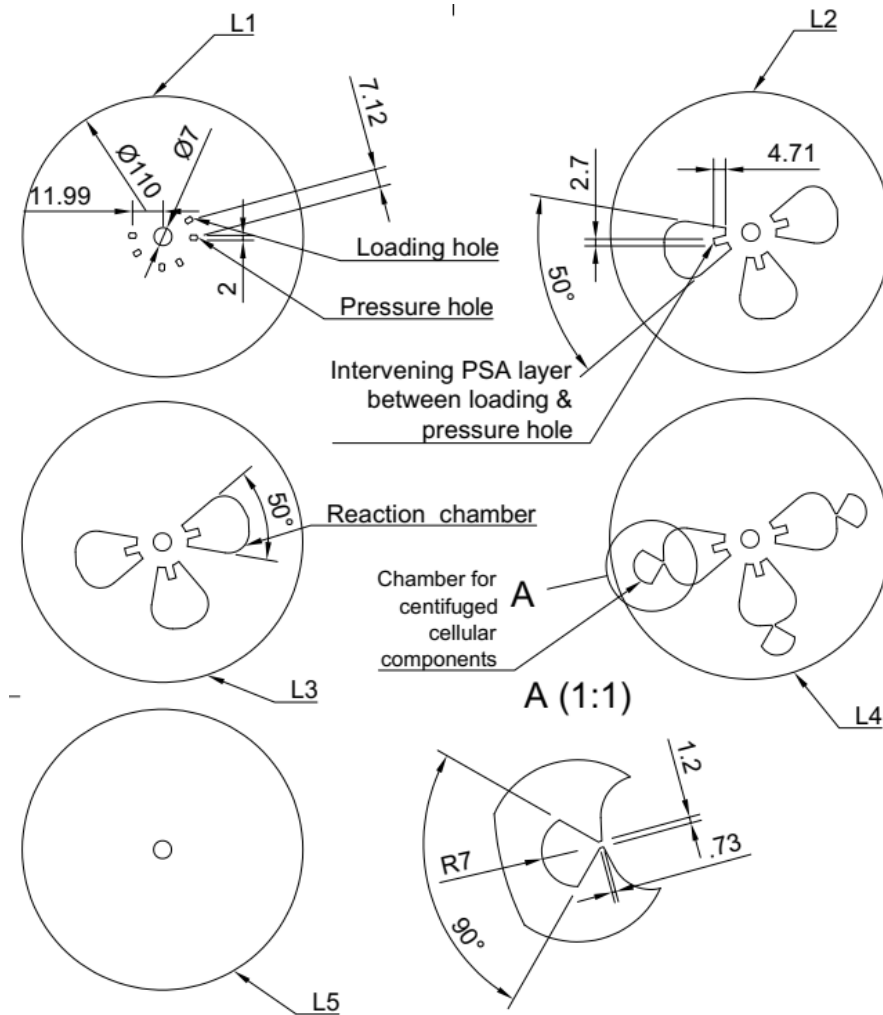 L1
L2
7.12
Ø7
Ø110
11.99
2
Loading hole
Pressure hole
4.71
2.7
50°
Intervening PSA layer
between loading &
pressure hole
50°
Reaction chamber
L3
Chamber for
centifuged
cellular
components
A
L4
A (1:1)
1.2
.73
R7
90°
L5